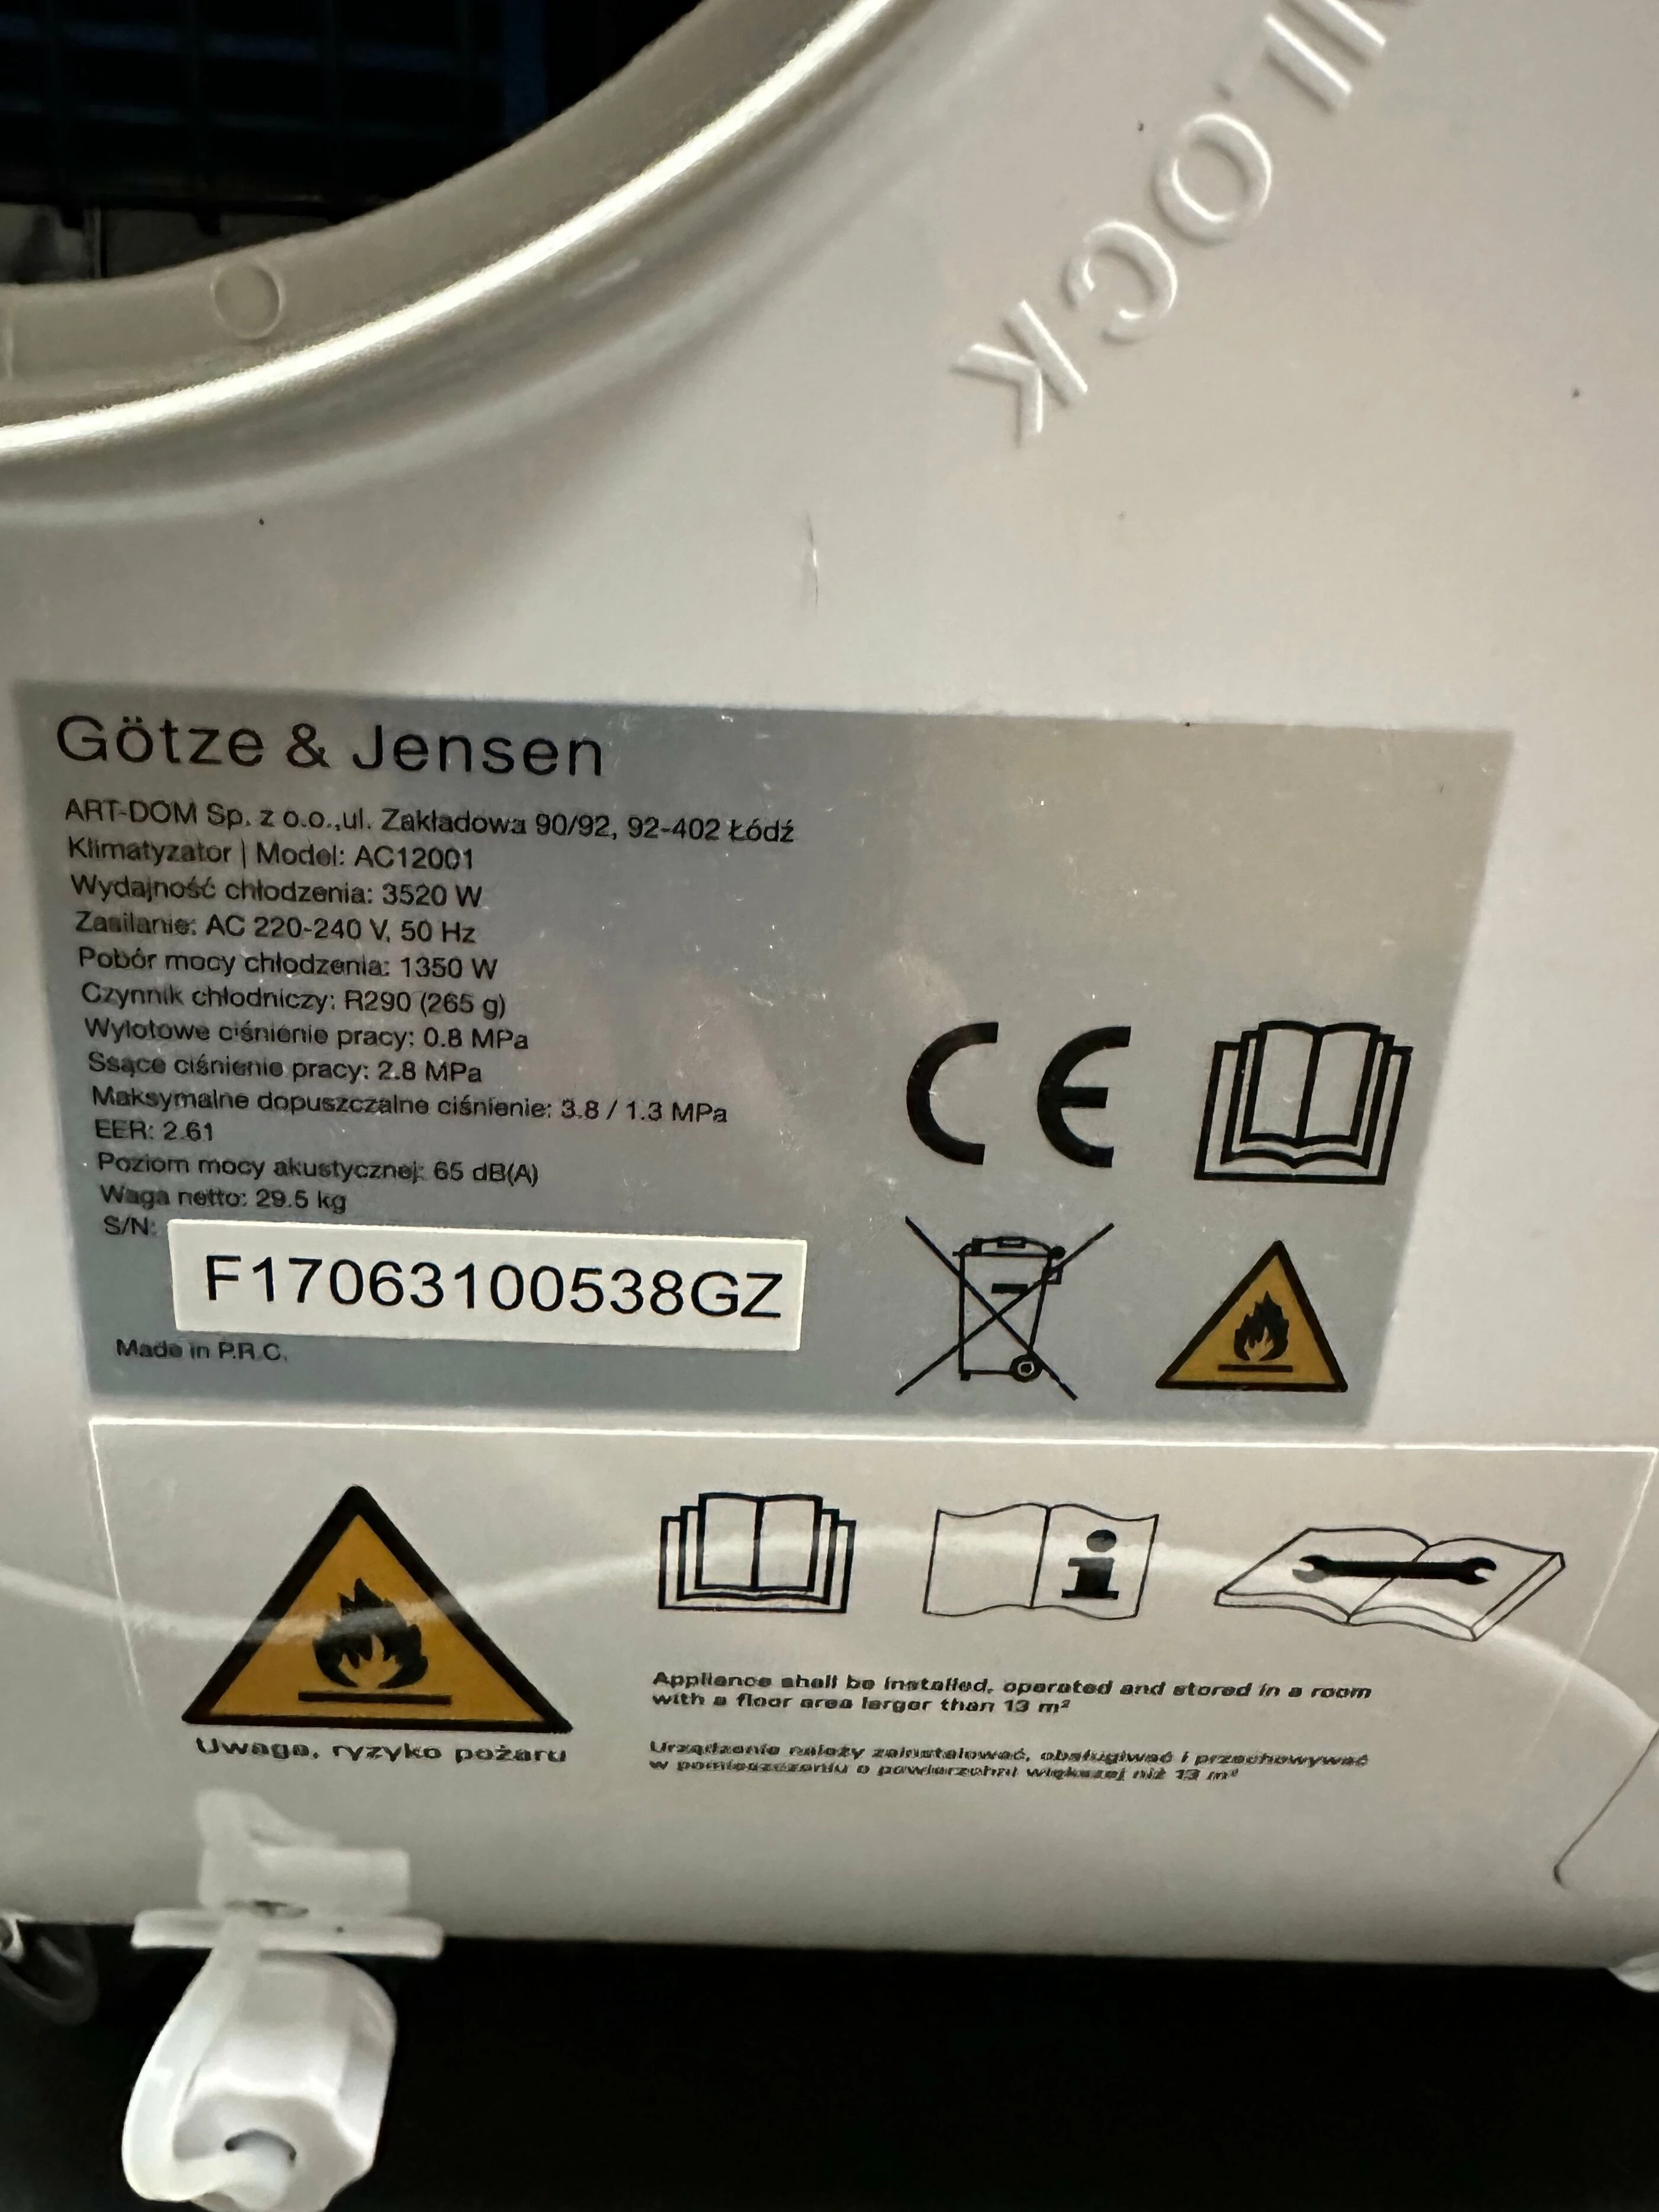 UNLOCK
Götze & Jensen
ART-DOM Sp. z o.o.,ul. Zakładowa 90/92, 92-402 Łódź
Klimatyzator | Model: AC12001
Wydajność chłodzenia: 3520 W
Zasilanie: AC 220-240 V, 50 Hz
Pobór mocy chłodzenia: 1350 W
Czynnik chłodniczy: R290 (265 g)
Wylotowe ciśnienie pracy: 0.8 MPa
Ssące ciśnienie pracy: 2.8 MPa
Maksymalne dopuszczalne ciśnienie: 3.8 / 1.3 MPa
EER: 2.61
Poziom mocy akustycznej: 65 dB(A)
Waga netto: 29.5 kg
S/N:
F17063100538GZ
Made in P.R.C.
CE
i
Uwaga, ryzyko pożaru
Appliance shall be installed, operated and stored in a room
with a floor area larger than 13 m²
Urządzenie należy zainstalować, obsługiwać i przechowywać
w pomieszczeniu o powierzchni większej niż 13 m²